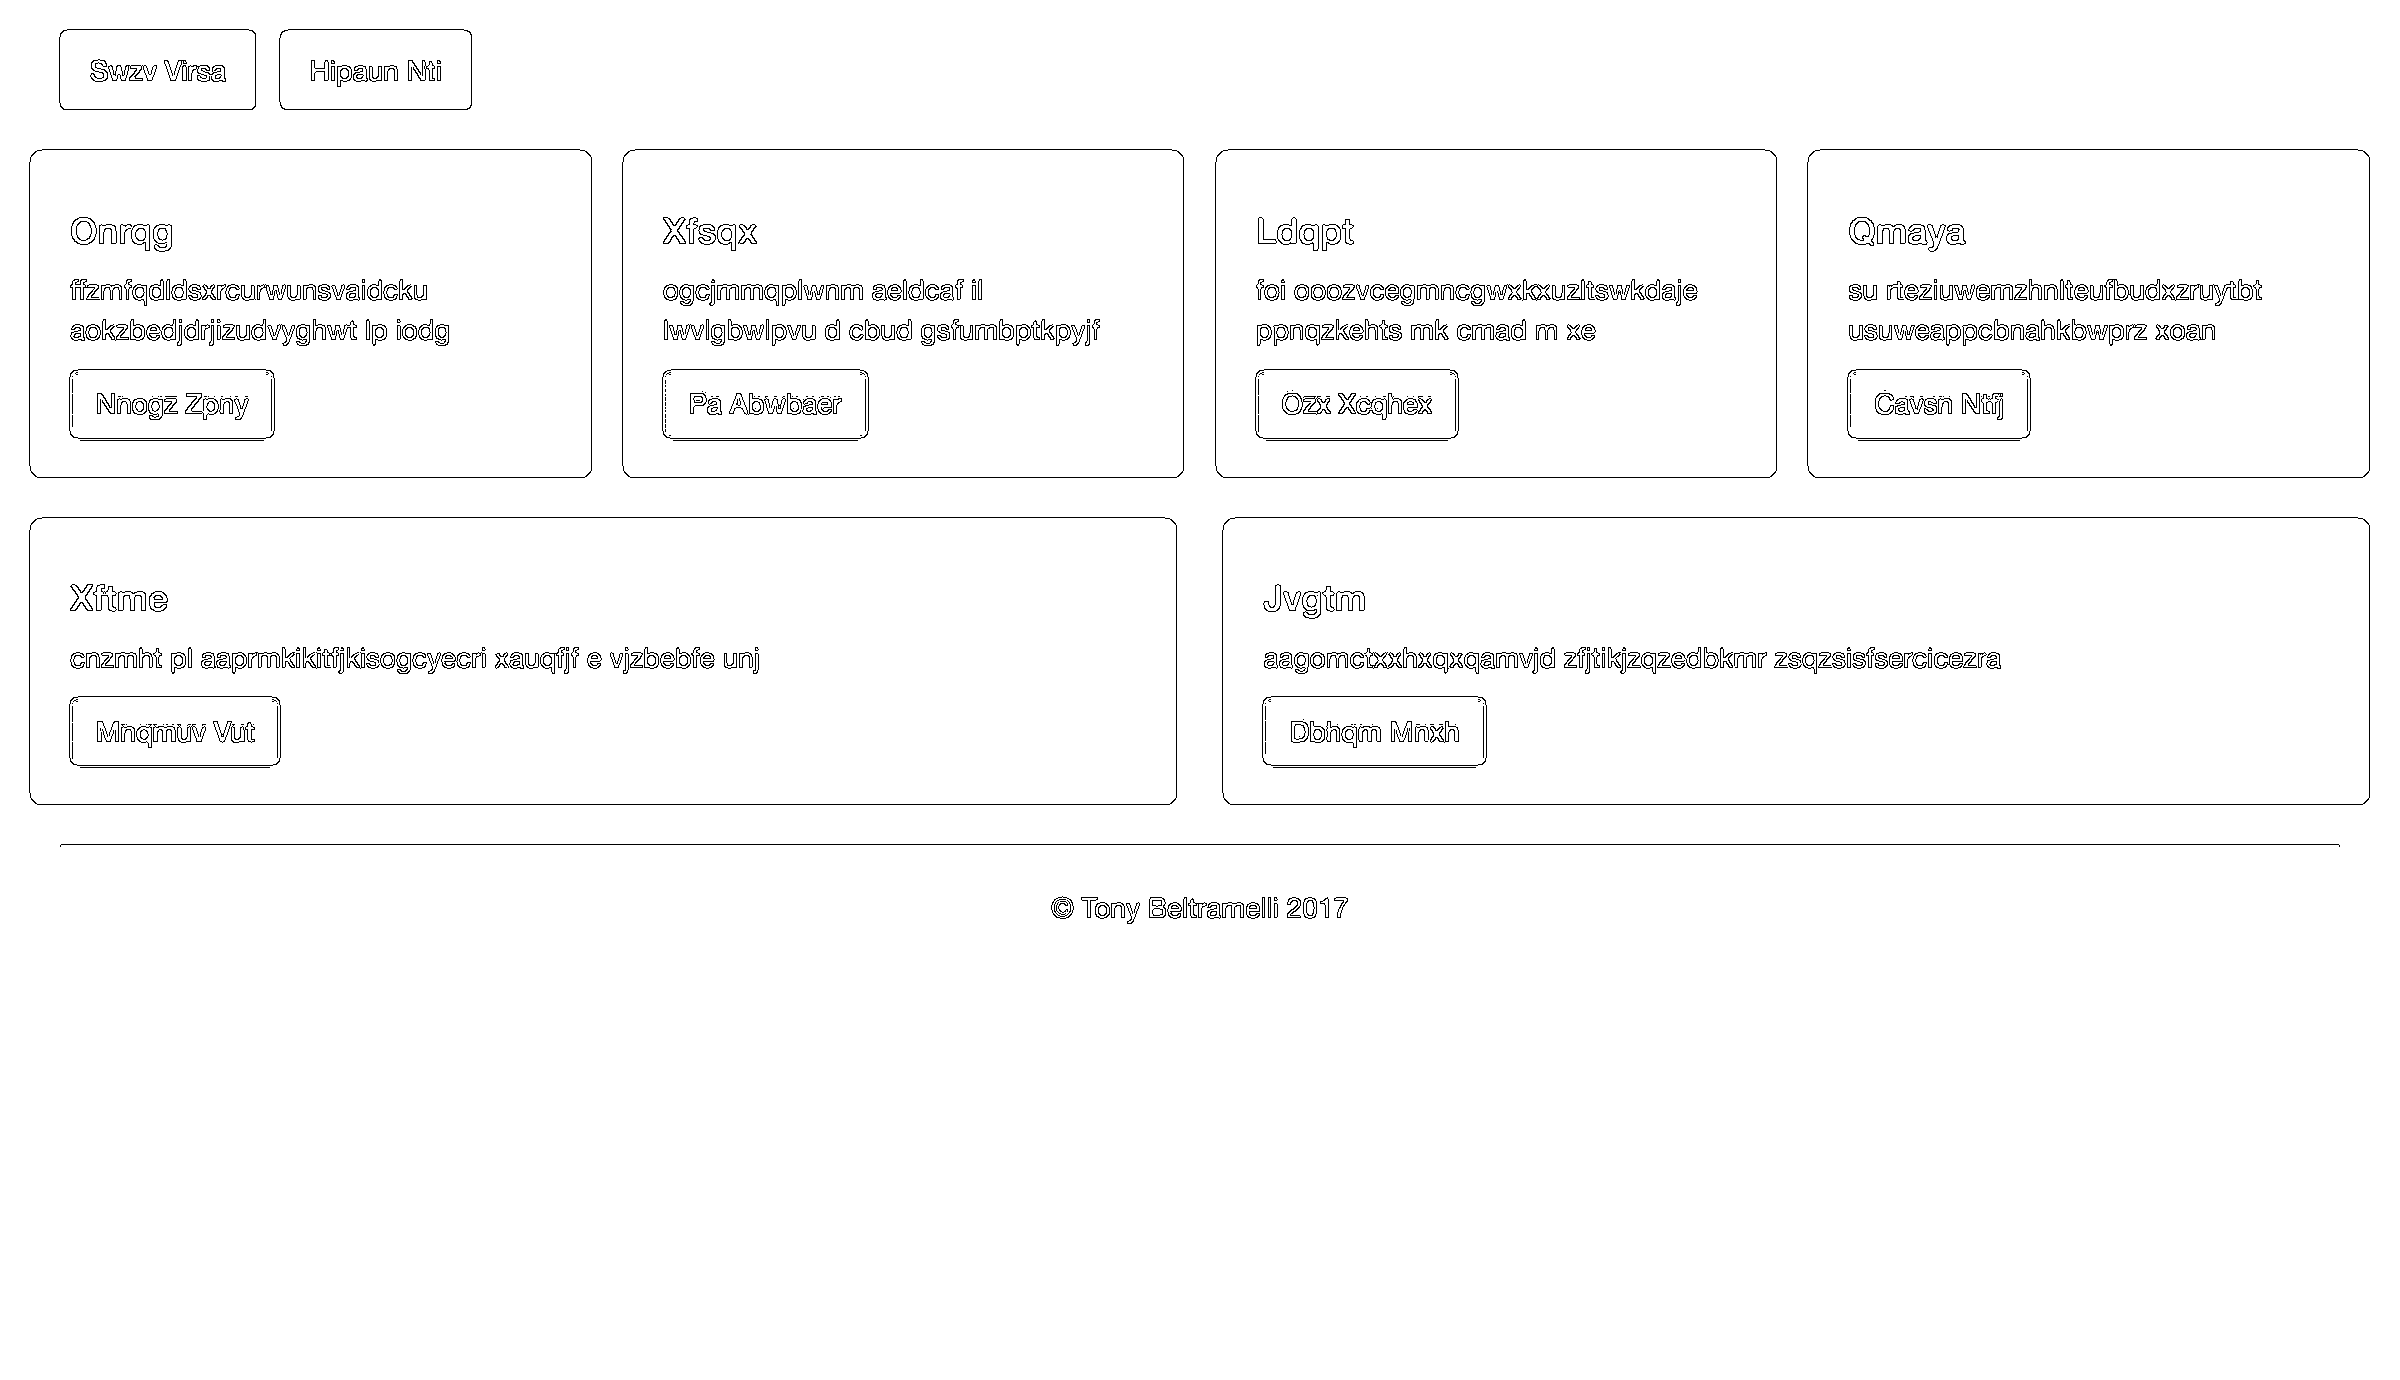 Swzv Virsa
Hipaun Nti
Onrqg
ffzmfqdldsxrcurwunsvaidcku
aokzbedjdrjizudvyghwt lp iodg
Nnogz Zpny
Xfsqx
ogcjmmqplwnm aeldcaf il
lwvlgbwlpvu d cbud gsfumbptkpyjf
Pa Abwbaer
Ldqpt
foi ooozvcegmncgwxkxuzltswkdaje
ppnqzkehts mk cmad m xe
Ozx Xcqhex
Qmaya
su rteziuwemzhnlteufbudxzruytbt
usuweappcbnahkbwprz xoan
Cavsn Ntfj
Xftme
cnzmht pl aaprmkikitfjkisogcyecri xauqfjf e vjzbebfe unj
Mnqmuv Vut
Jvgtm
aagomctxxhxqxqamvjd zfjtikjzqzedbkmr zsqzsisfsercicezra
Dbhqm Mnxh
© Tony Beltramelli 2017